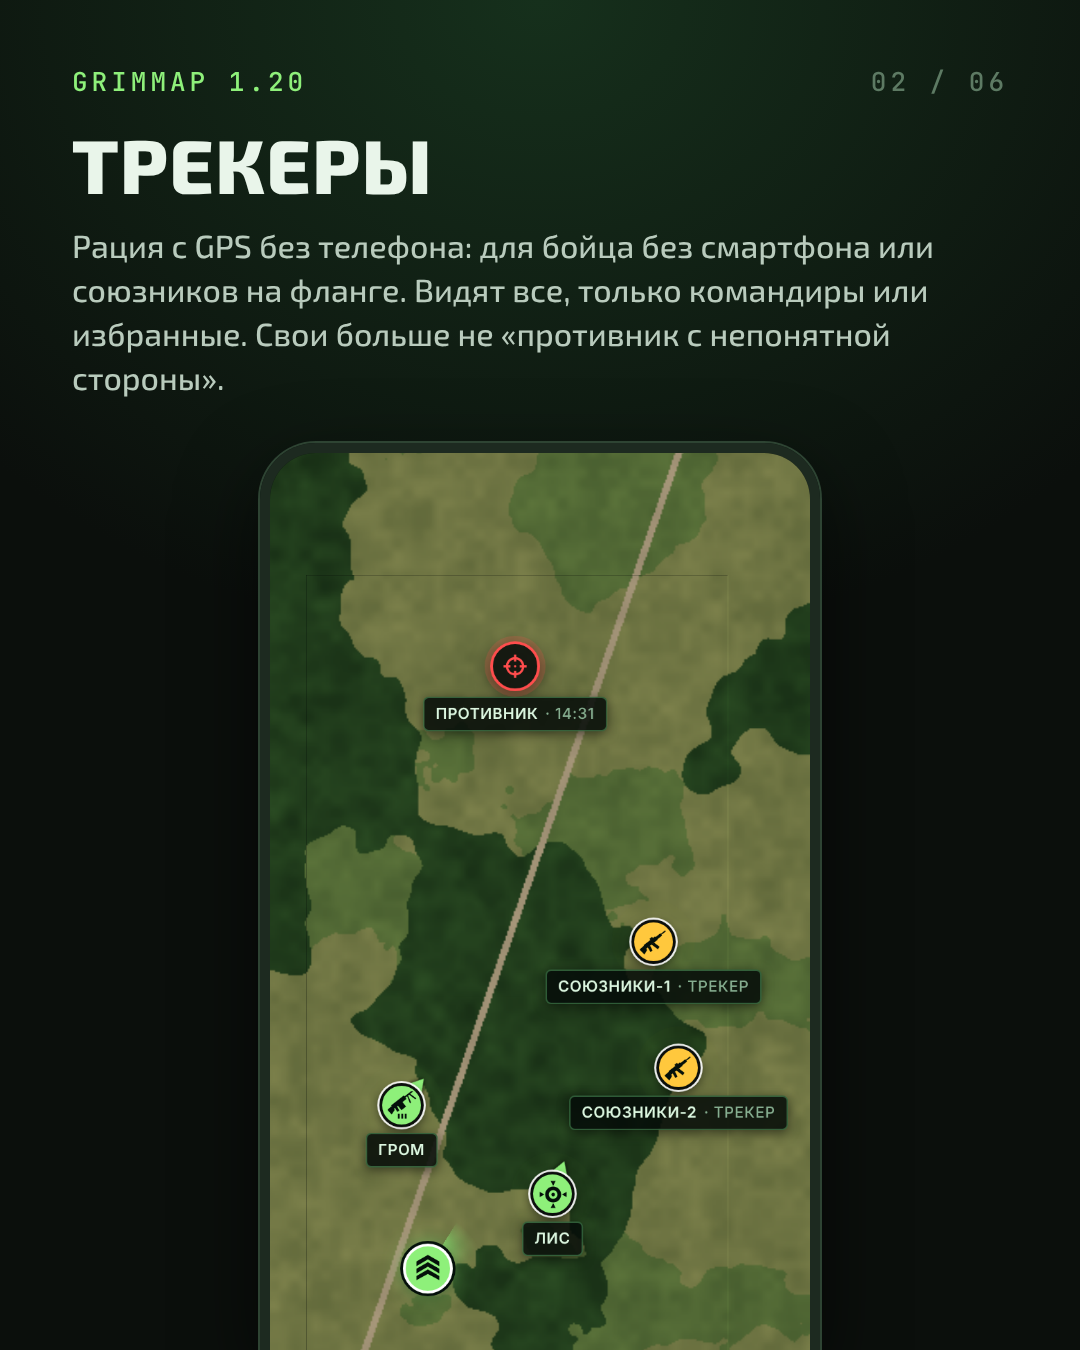 GRIMMAP 1.20
02 / 06
ТРЕКЕРЫ
Рация с GPS без телефона: для бойца без смартфона или
союзников на фланге. Видят все, только командиры или
избранные. Свои больше не «противник с непонятной
стороны».
ПРОТИВНИК · 14:31
СОЮЗНИКИ-1 · ТРЕКЕР
СОЮЗНИКИ-2 · ТРЕКЕР
ГРОМ
ЛИС